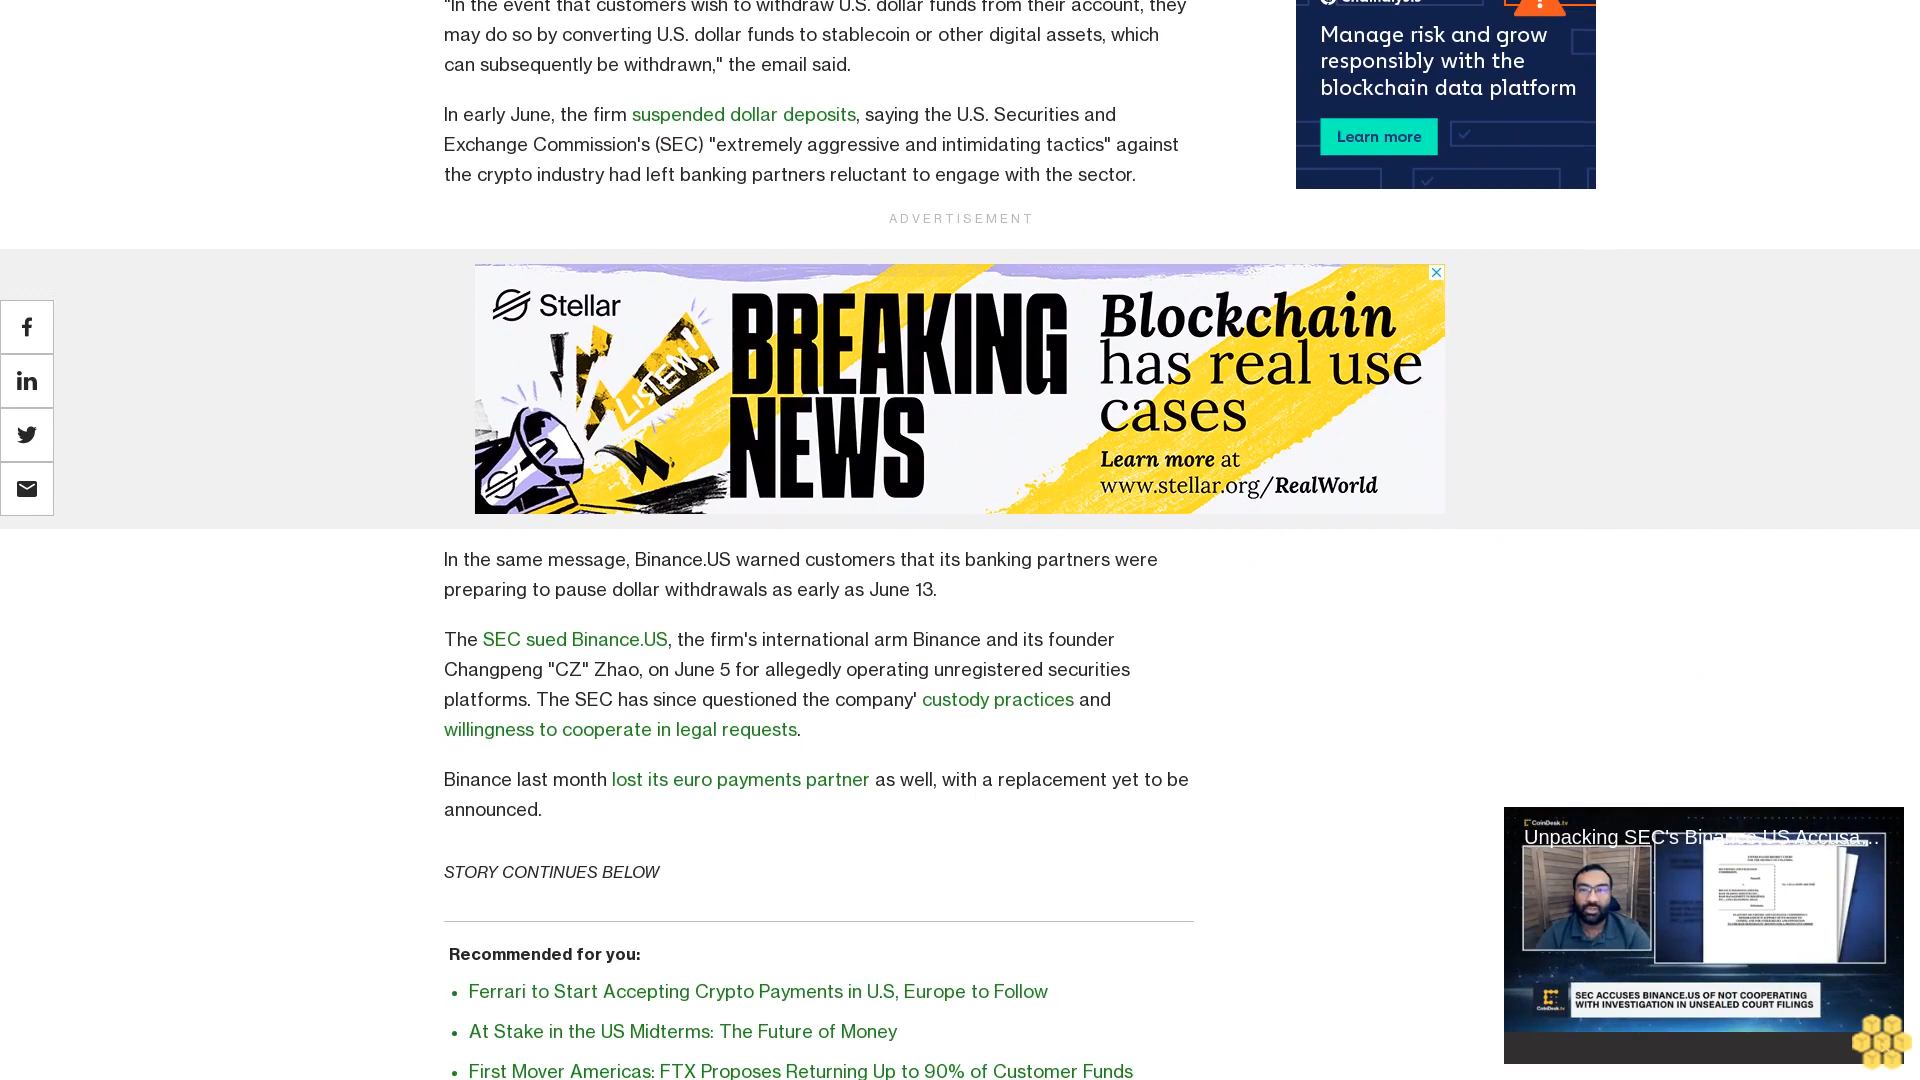 "In the event that customers wish to withdraw U.S. dollar funds from their account, they
may do so by converting U.S. dollar funds to stablecoin or other digital assets, which
can subsequently be withdrawn," the email said.
In early June, the firm suspended dollar deposits, saying the U.S. Securities and
Exchange Commission's (SEC) "extremely aggressive and intimidating tactics" against
the crypto industry had left banking partners reluctant to engage with the sector.
Manage risk and grow
responsibly with the
blockchain data platform
Learn more
ADVERTISEMENT
Stellar
LISTEN!
BREAKING
NEWS
Blockchain
has real use
cases
Learn more at
www.stellar.org/RealWorld
In the same message, Binance.US warned customers that its banking partners were
preparing to pause dollar withdrawals as early as June 13.
The SEC sued Binance.US, the firm's international arm Binance and its founder
Changpeng "CZ" Zhao, on June 5 for allegedly operating unregistered securities
platforms. The SEC has since questioned the company' custody practices and
willingness to cooperate in legal requests.
Binance last month lost its euro payments partner as well, with a replacement yet to be
announced.
STORY CONTINUES BELOW
Recommended for you:
• Ferrari to Start Accepting Crypto Payments in U.S, Europe to Follow
• At Stake in the US Midterms: The Future of Money
• First Mover Americas: FTX Proposes Returning Up to 90% of Customer Funds
CoinDesk.tv
Unpacking SEC's Binance.US Accusa...
SEC ACCUSES BINANCE.US OF NOT COOPERATING
WITH INVESTIGATION IN UNSEALED COURT FILINGS
CoinDesk.tv